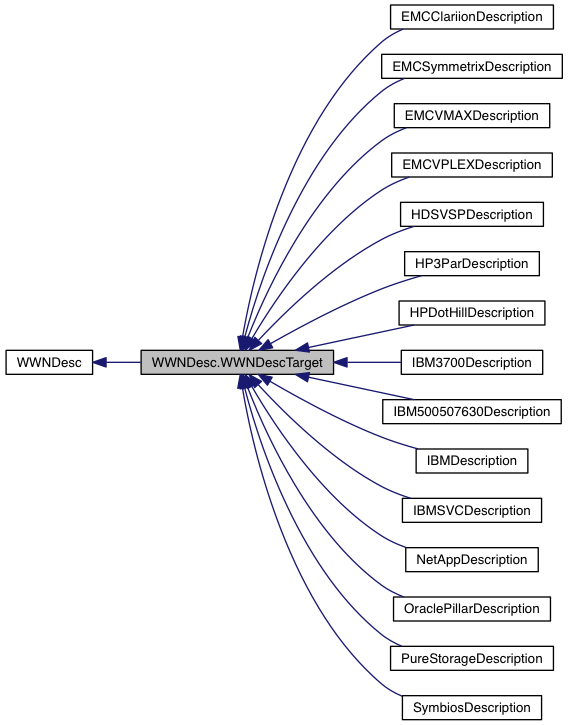 EMCClariionDescription
EMCSymmetrixDescription
EMCVMAXDescription
EMCVPLEXDescription
HDSVSPDescription
HP3ParDescription
HPDotHillDescription
WWNDesc
WWNDesc.WWNDescTarget
IBM3700Description
IBM500507630Description
IBMDescription
IBMSVCDescription
NetAppDescription
OraclePillarDescription
PureStorageDescription
SymbiosDescription